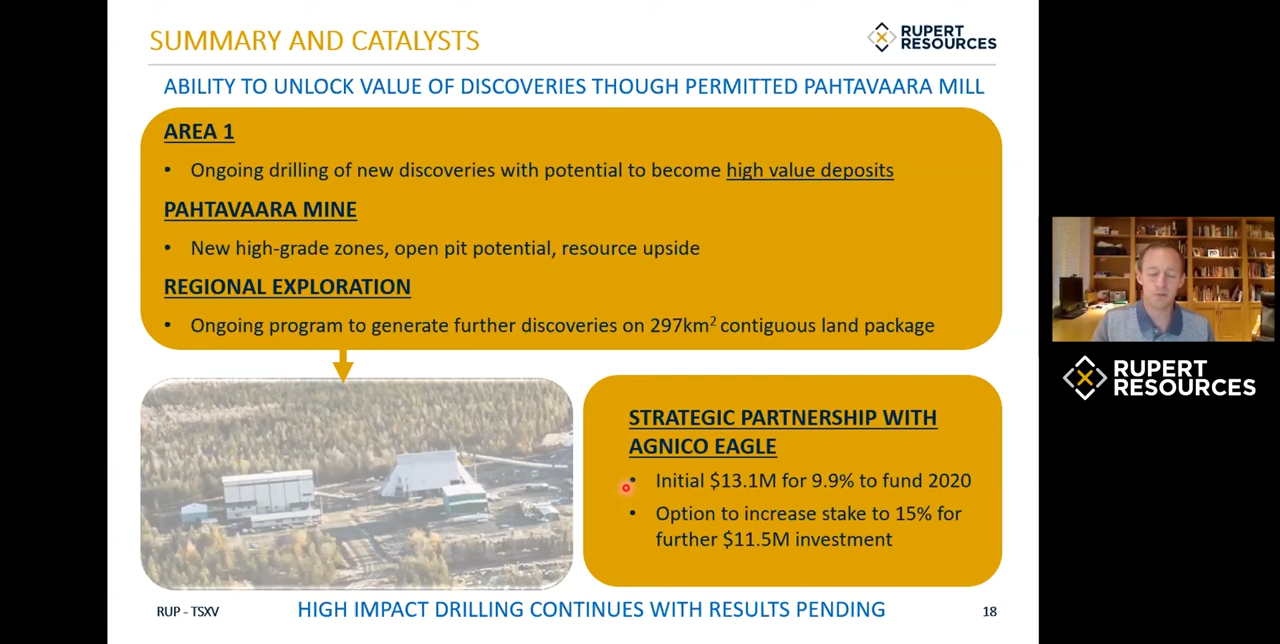 SUMMARY AND CATALYSTS
RUPERT
RESOURCES
ABILITY TO UNLOCK VALUE OF DISCOVERIES THOUGH PERMITTED PAHTAVAARA MILL
AREA 1
• Ongoing drilling of new discoveries with potential to become high value deposits
PAHTAVAARA MINE
• New high-grade zones, open pit potential, resource upside
REGIONAL EXPLORATION
• Ongoing program to generate further discoveries on 297km² contiguous land package
STRATEGIC PARTNERSHIP WITH
AGNICO EAGLE
• Initial $13.1M for 9.9% to fund 2020
• Option to increase stake to 15% for
further $11.5M investment
RUP - TSXV
HIGH IMPACT DRILLING CONTINUES WITH RESULTS PENDING
18
RUPERT
RESOURCES